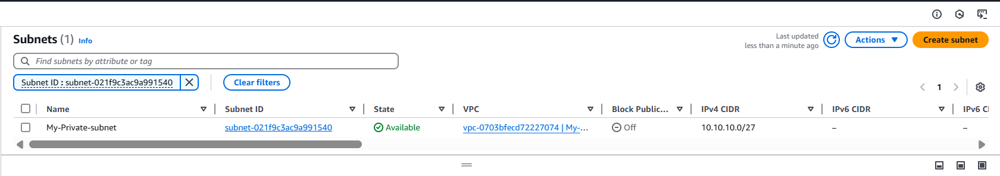 Subnets (1) Info
Last updated
less than a minute ago
Actions
Create subnet
Find subnets by attribute or tag
Subnet ID : subnet-021f9c3ac9a991540
Clear filters
1
Name Subnet ID State VPC Block Public... IPv4 CIDR IPv6 CIDR IPv6 CI
My-Private-subnet subnet-021f9c3ac9a991540 Available vpc-0703bfecd72227074 | My-... Off 10.10.10.0/27 – –